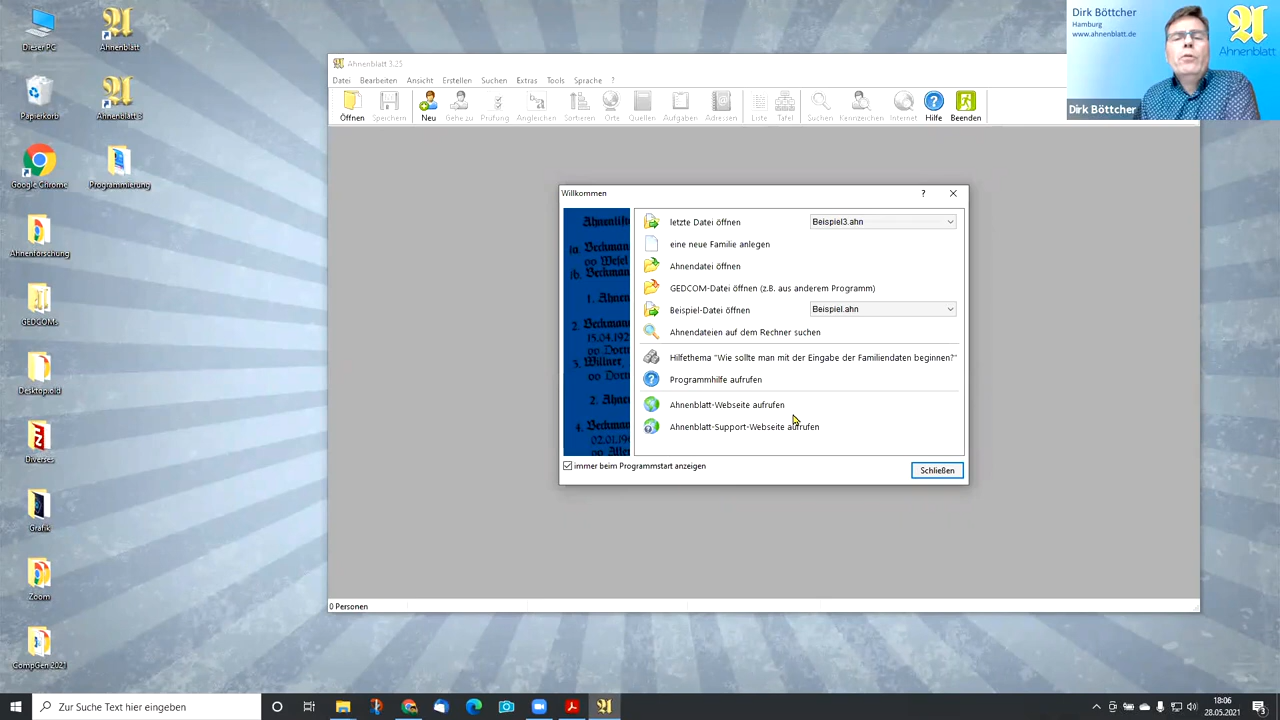 Dieser PC
Ahnenblatt
Papierkorb
Ahnenblatt 3
Google Chrome
Programmierung
Ahnenforschung
GEDCOMs
Desktop.old
Diverses
Grafik
Zoom
CompGen 2021
Ahnenblatt 3.25
Datei Bearbeiten Ansicht Erstellen Suchen Extras Tools Sprache ?
Öffnen Speichern Neu Gehe zu Prüfung Angleichen Sortieren Orte Quellen Aufgaben Adressen Liste Tafel Suchen Kennzeichen Internet Hilfe Beenden
Dirk Böttcher
Hamburg
www.ahnenblatt.de
Ahnenblatt
Dirk Böttcher
Willkommen
letzte Datei öffnen Beispiel3.ahn
eine neue Familie anlegen
Ahnendatei öffnen
GEDCOM-Datei öffnen (z.B. aus anderem Programm)
Beispiel-Datei öffnen Beispiel.ahn
Ahnendateien auf dem Rechner suchen
Hilfethema "Wie sollte man mit der Eingabe der Familiendaten beginnen?"
Programmhilfe aufrufen
Ahnenblatt-Webseite aufrufen
Ahnenblatt-Support-Webseite aufrufen
immer beim Programmstart anzeigen
Schließen
0 Personen
Zur Suche Text hier eingeben
18:06
28.05.2021